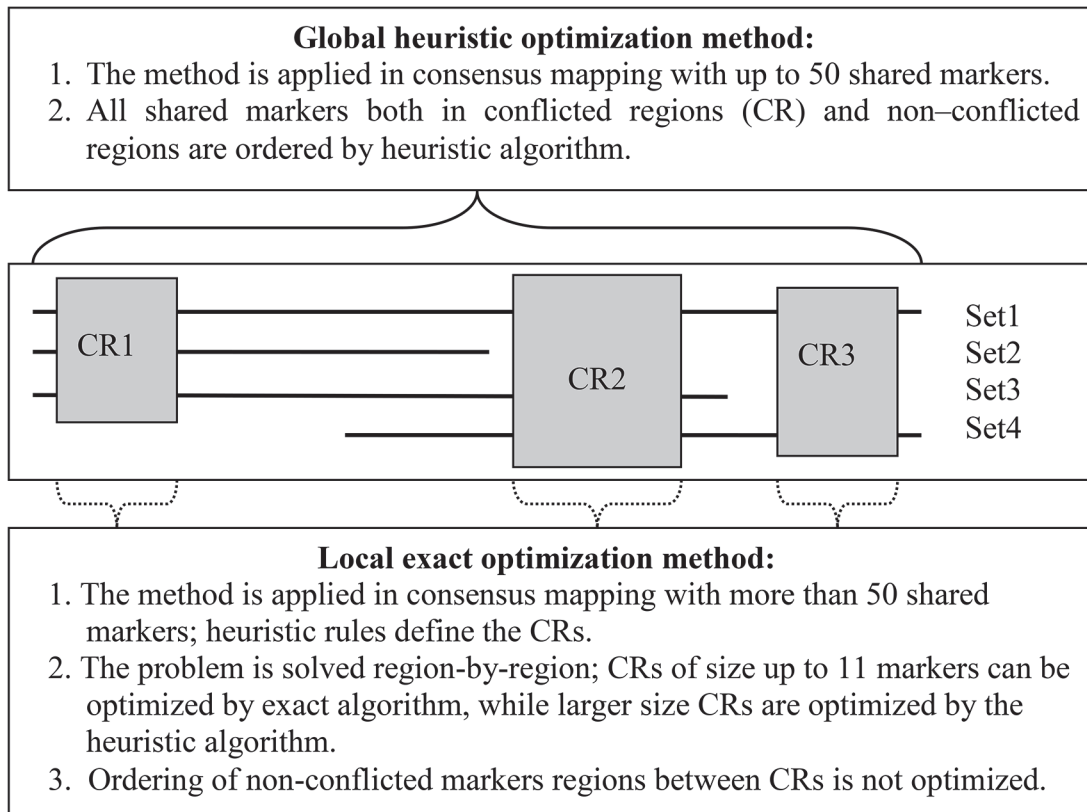 Global heuristic optimization method:
1. The method is applied in consensus mapping with up to 50 shared markers.
2. All shared markers both in conflicted regions (CR) and non–conflicted
regions are ordered by heuristic algorithm.
CR1
CR2
CR3
Set1
Set2
Set3
Set4
Local exact optimization method:
1. The method is applied in consensus mapping with more than 50 shared
markers; heuristic rules define the CRs.
2. The problem is solved region-by-region; CRs of size up to 11 markers can be
optimized by exact algorithm, while larger size CRs are optimized by the
heuristic algorithm.
3. Ordering of non-conflicted markers regions between CRs is not optimized.